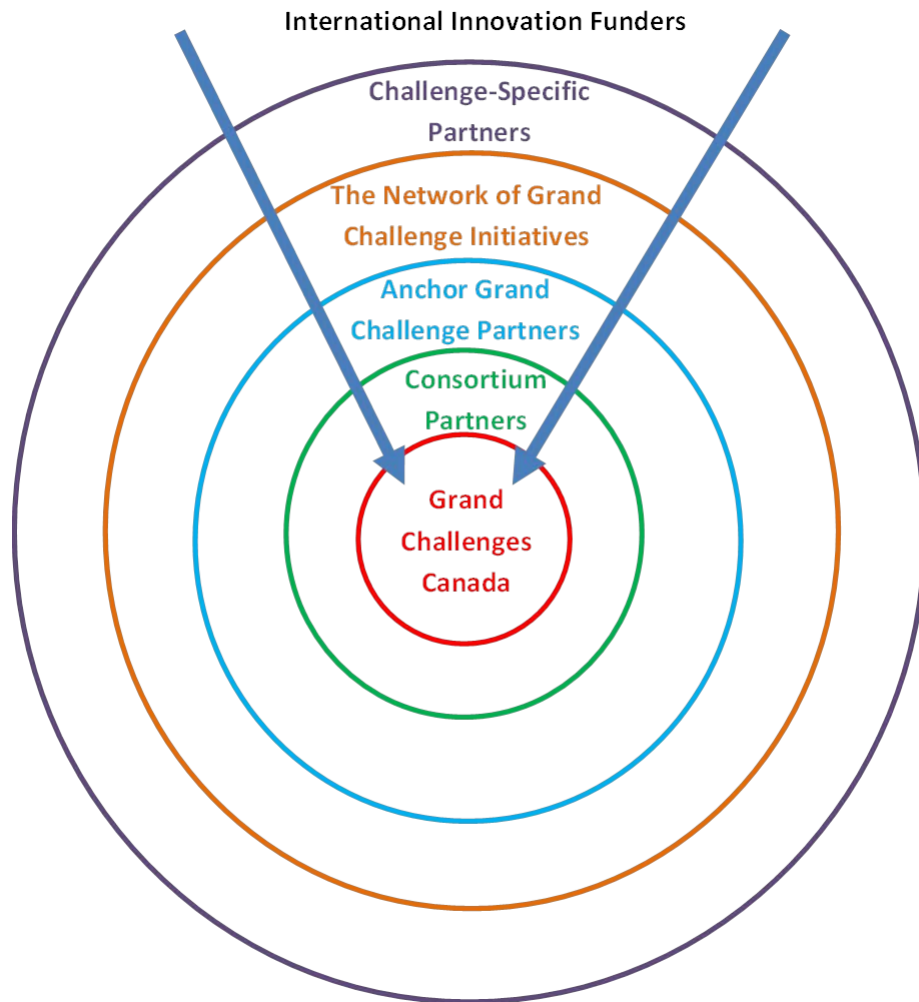 International Innovation Funders
Challenge-Specific
Partners
The Network of Grand
Challenge Initiatives
Anchor Grand
Challenge Partners
Consortium
Partners
Grand
Challenges
Canada